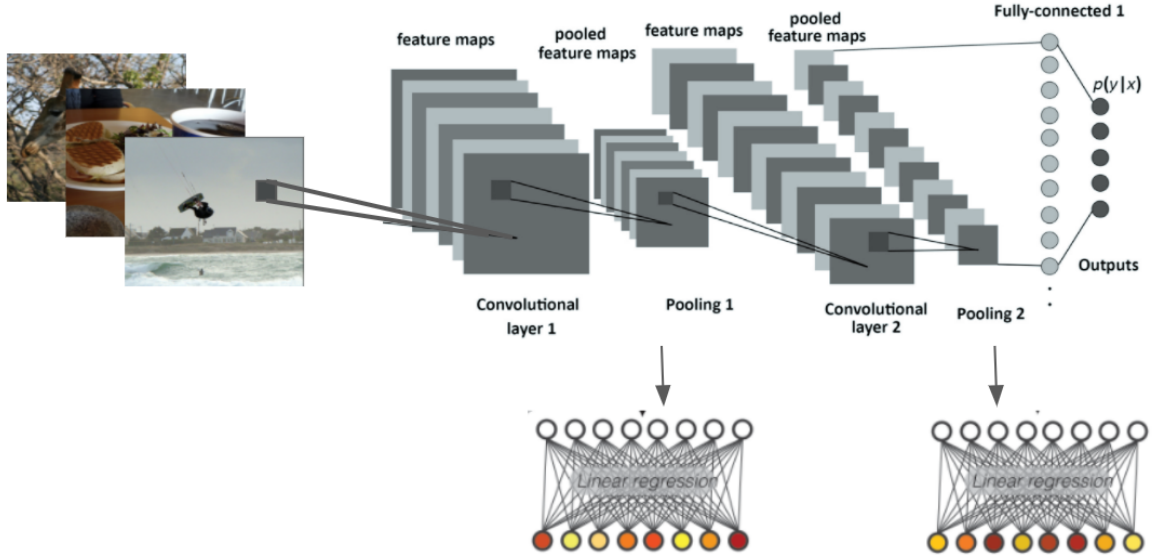 Fully-connected 1
feature maps
pooled
feature maps
feature maps
pooled
feature maps
p(y|x)
Outputs
Convolutional
layer 1
Pooling 1
Convolutional
layer 2
Pooling 2
Linear regression
Linear regression